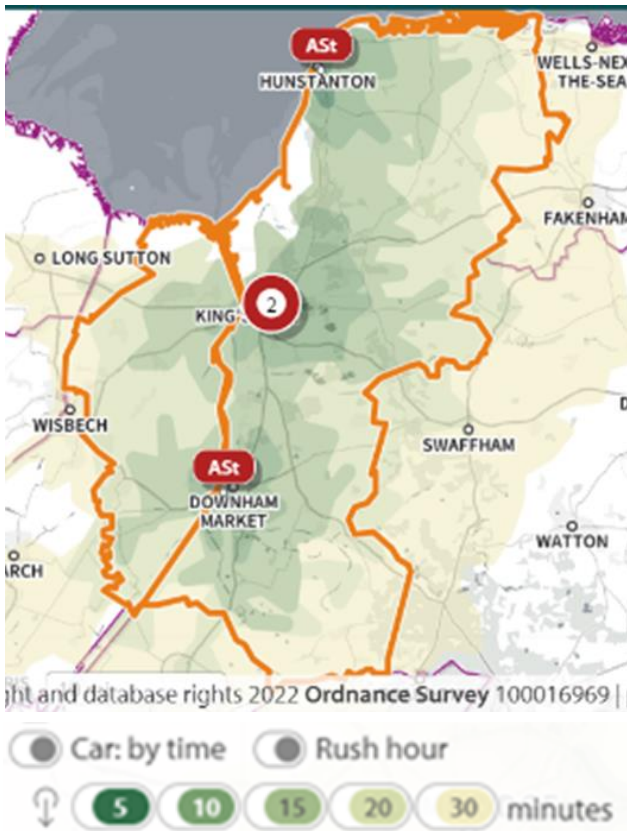 ASt
HUNSTANTON
WELLS-NEX
THE-SEA
FAKENHAM
LONG SUTTON
2
KING'
WISBECH
SWAFFHAM
ASt
DOWNHAM
MARKET
WATTON
ARCH
ght and database rights 2022 Ordnance Survey 100016969 |
Car: by time Rush hour
5 10 15 20 30 minutes